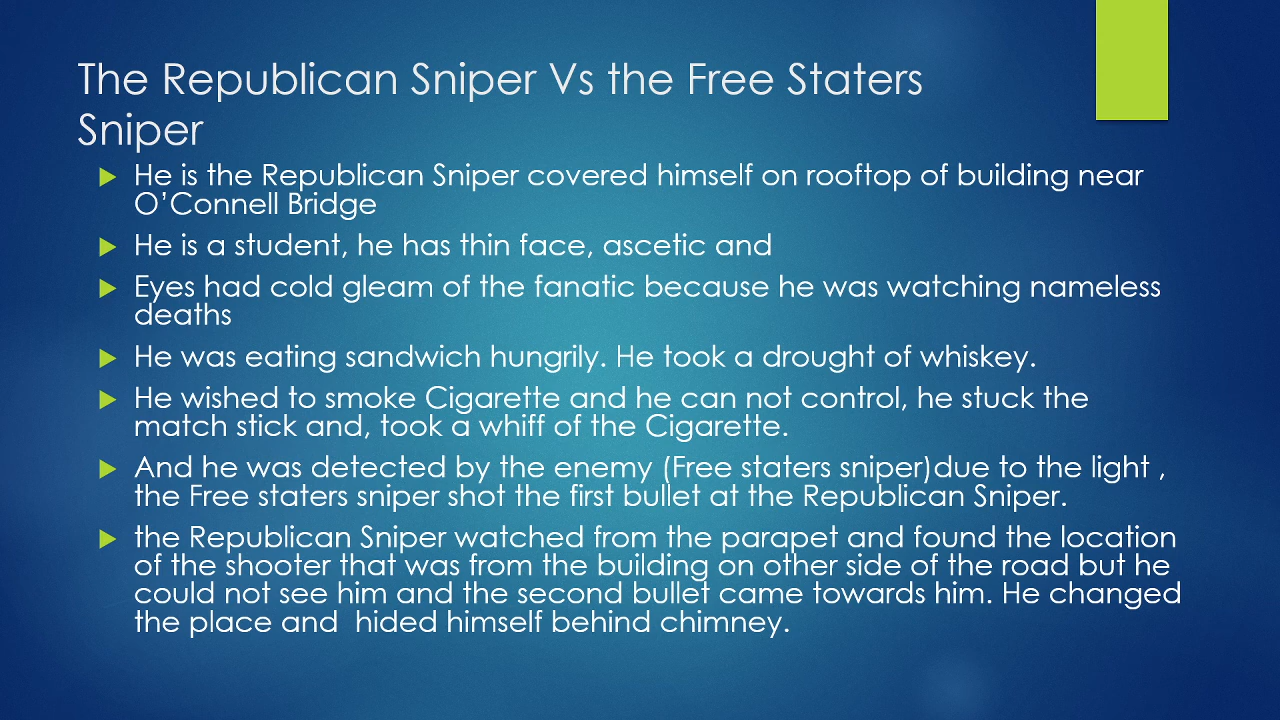 The Republican Sniper Vs the Free Staters
Sniper
He is the Republican Sniper covered himself on rooftop of building near
O'Connell Bridge
He is a student, he has thin face, ascetic and
Eyes had cold gleam of the fanatic because he was watching nameless
deaths
He was eating sandwich hungrily. He took a drought of whiskey.
He wished to smoke Cigarette and he can not control, he stuck the
match stick and, took a whiff of the Cigarette.
And he was detected by the enemy (Free staters sniper)due to the light ,
the Free staters sniper shot the first bullet at the Republican Sniper.
the Republican Sniper watched from the parapet and found the location
of the shooter that was from the building on other side of the road but he
could not see him and the second bullet came towards him. He changed
the place and  hided himself behind chimney.